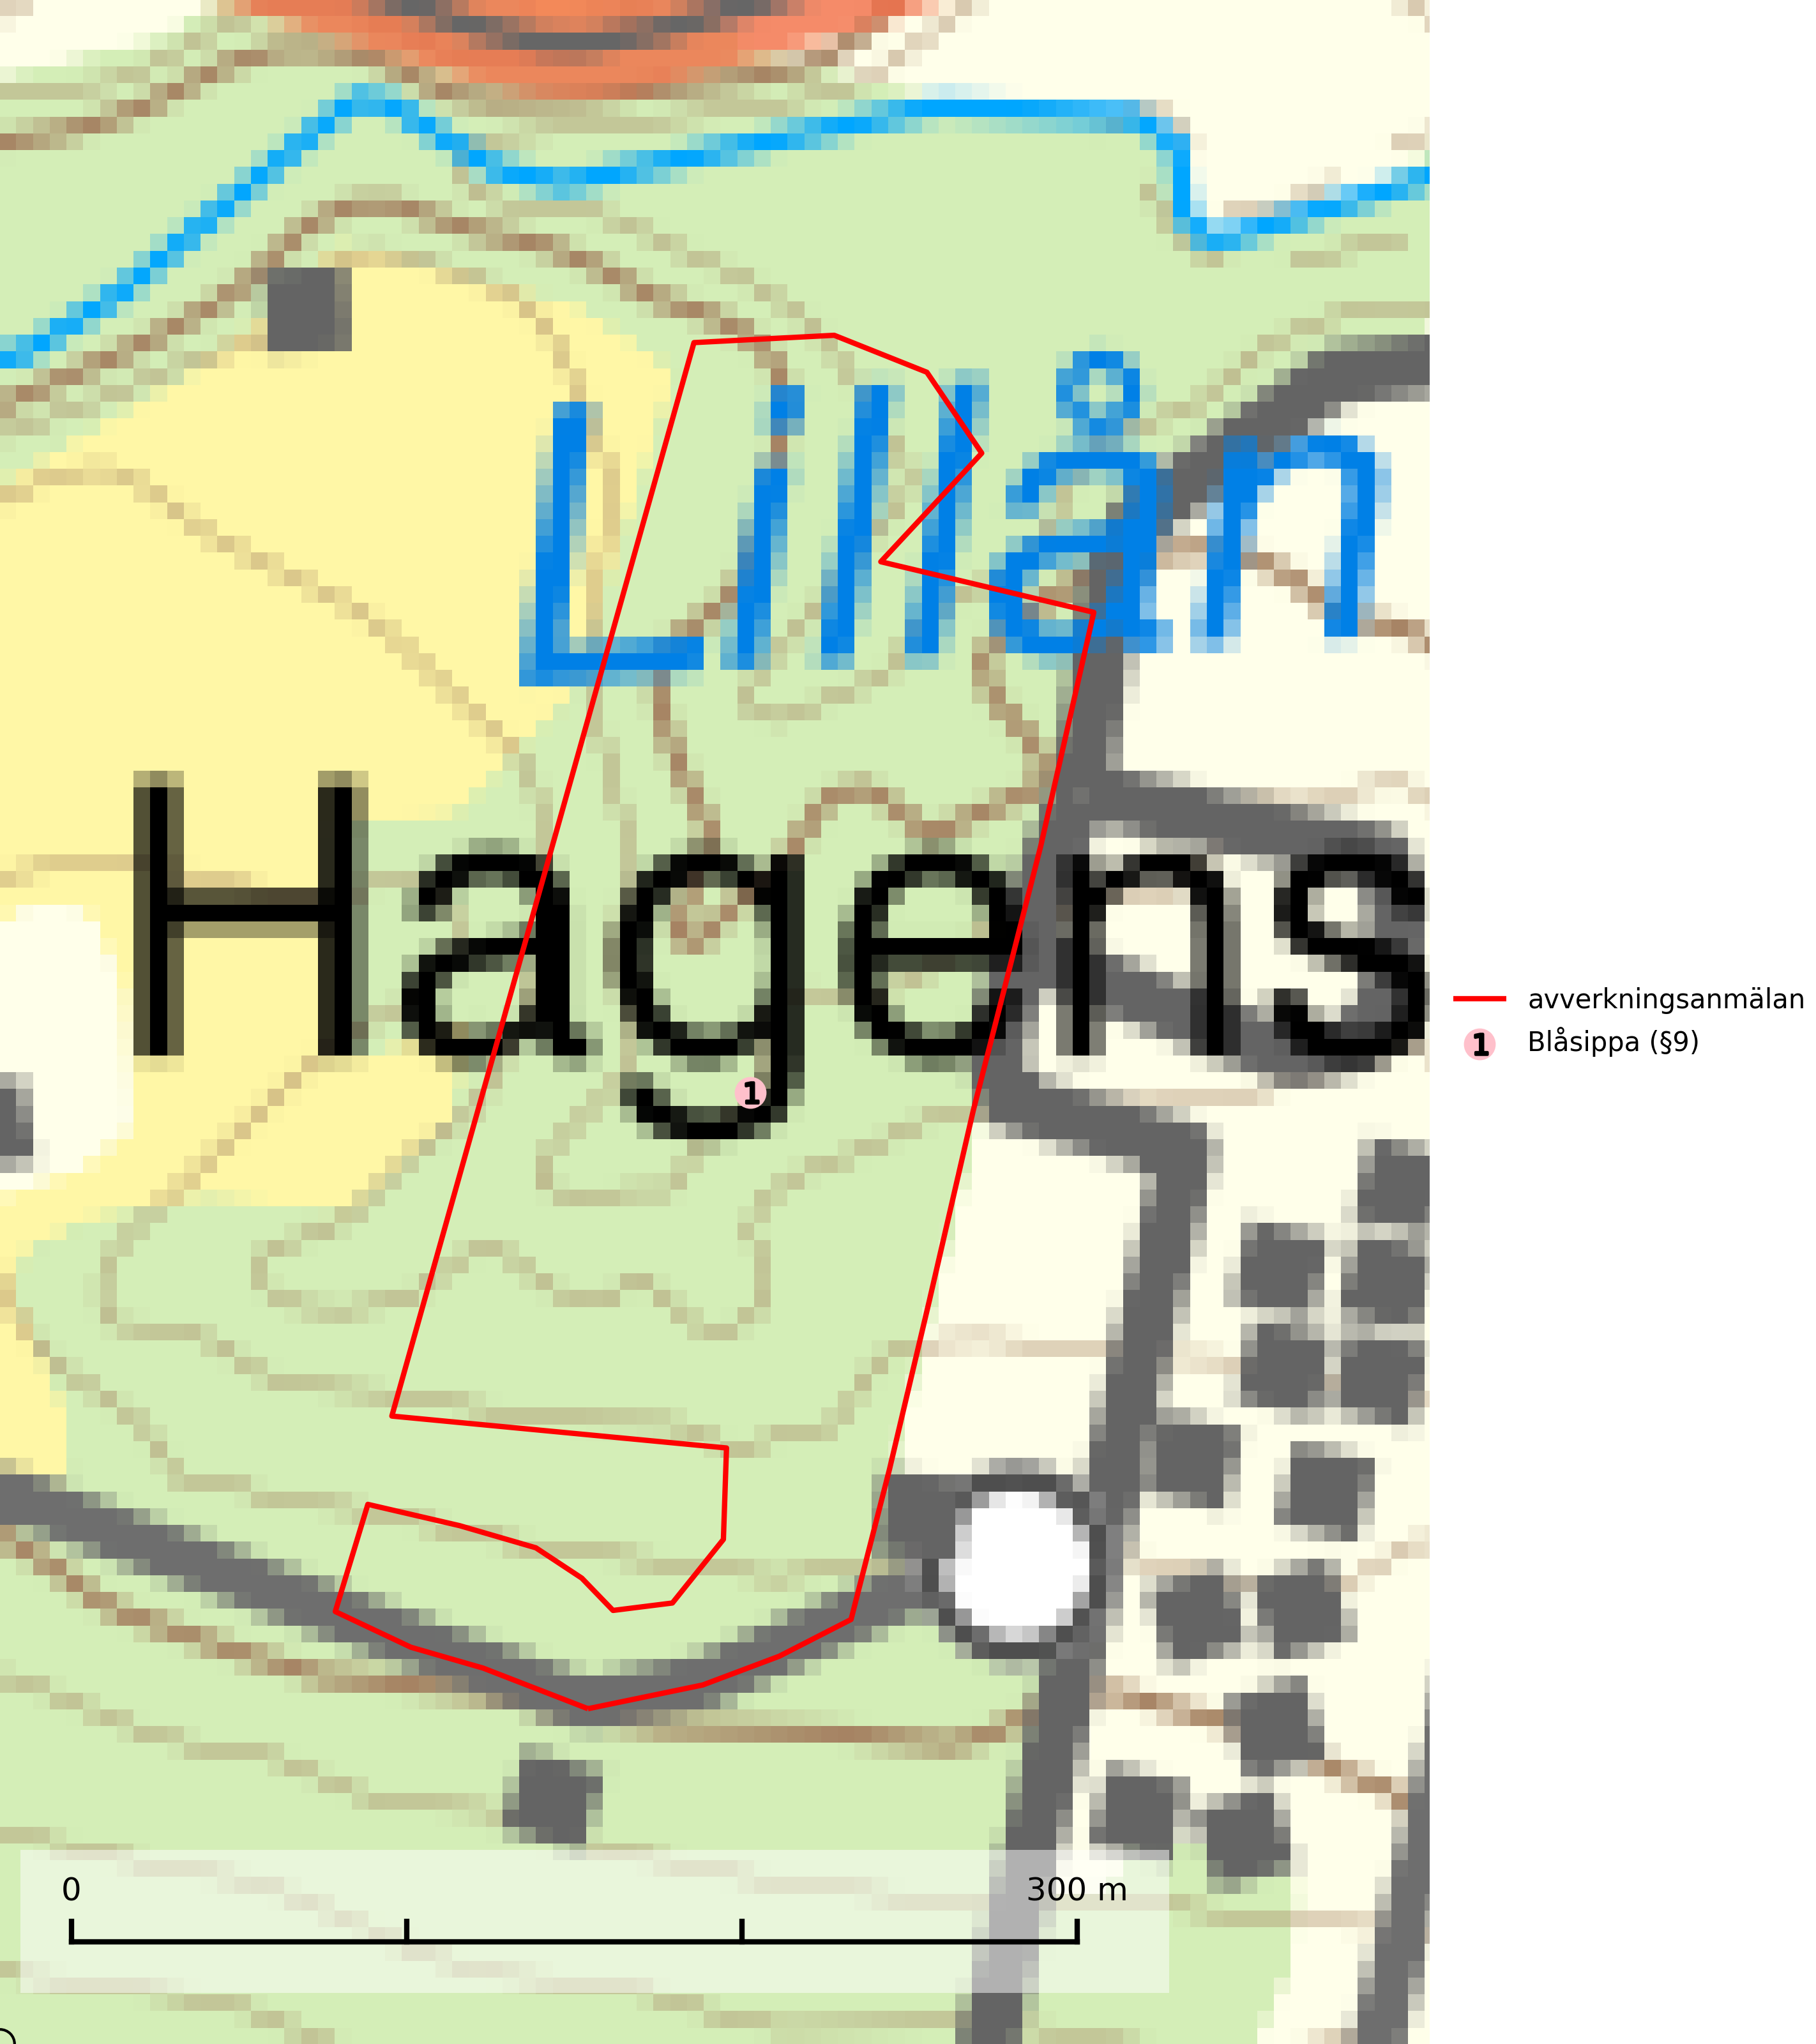 Lillån
Hagens
1
avverkningsanmälan
1 Blåsippa (§9)
0 300 m